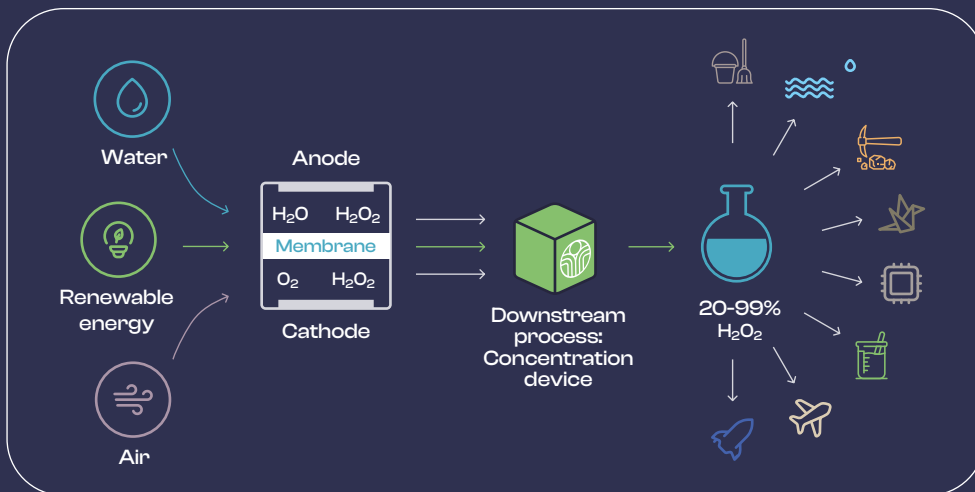 Water
Renewable
energy
Air
Anode
H₂O H₂O₂
Membrane
O₂ H₂O₂
Cathode
Downstream
process:
Concentration
device
20-99%
H₂O₂